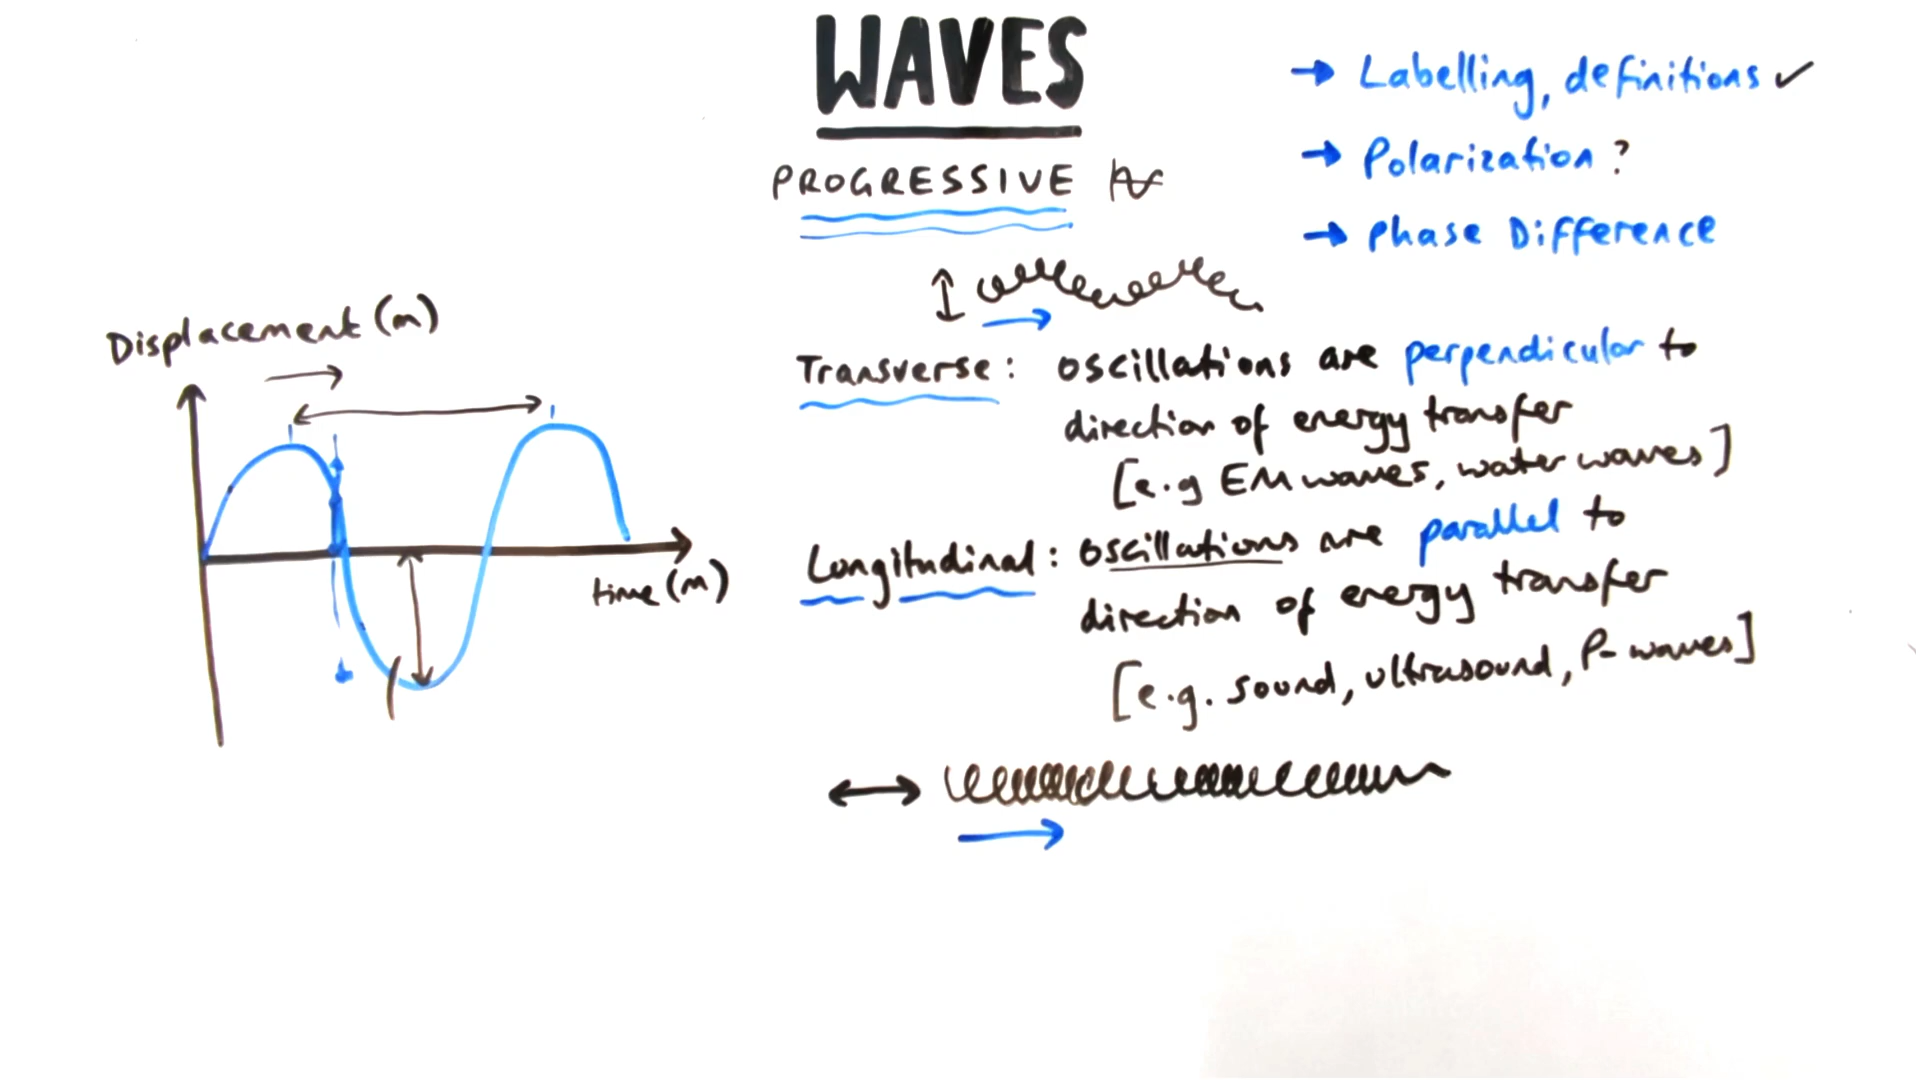 WAVES
PROGRESSIVE
→ Labelling, definitions ✓
→ Polarization ?
→ Phase Difference
Displacement (m)
time (m)
Transverse : oscillations are perpendicular to
direction of energy transfer
[e.g EM waves, water waves]
Longitudinal : oscillations are parallel to
direction of energy transfer
[e.g. sound, ultrasound, P-waves]